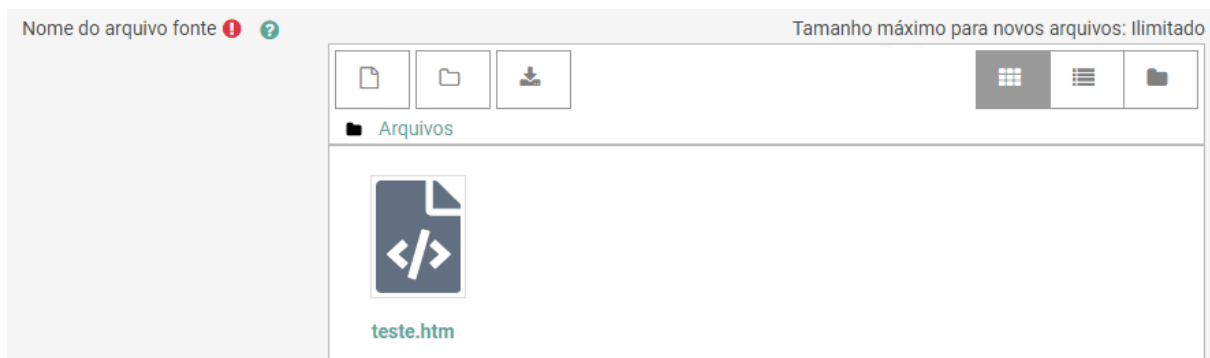 Nome do arquivo fonte
Tamanho máximo para novos arquivos: Ilimitado
Arquivos
teste.htm